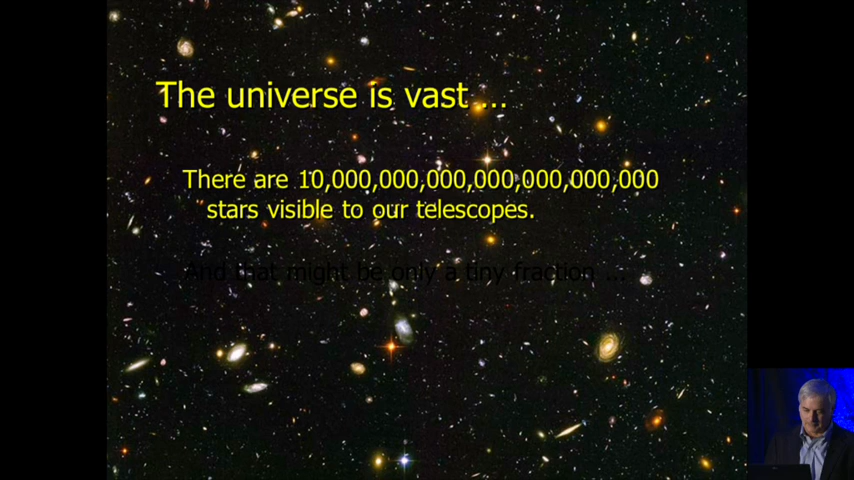 The universe is vast ...
There are 10,000,000,000,000,000,000,000
stars visible to our telescopes.
And that might be only a tiny fraction ...